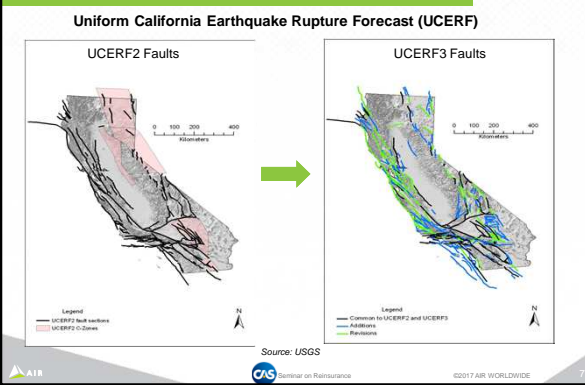 Uniform California Earthquake Rupture Forecast (UCERF)
UCERF2 Faults
0 100 200 400
Kilometers
Legend
UCERF2 fault sections
UCERF2 C-Zones
N
UCERF3 Faults
0 100 200 400
Kilometers
Legend
Common to UCERF2 and UCERF3
Additions
Revisions
N
Source: USGS
AIR
CAS Seminar on Reinsurance
©2017 AIR WORLDWIDE
7